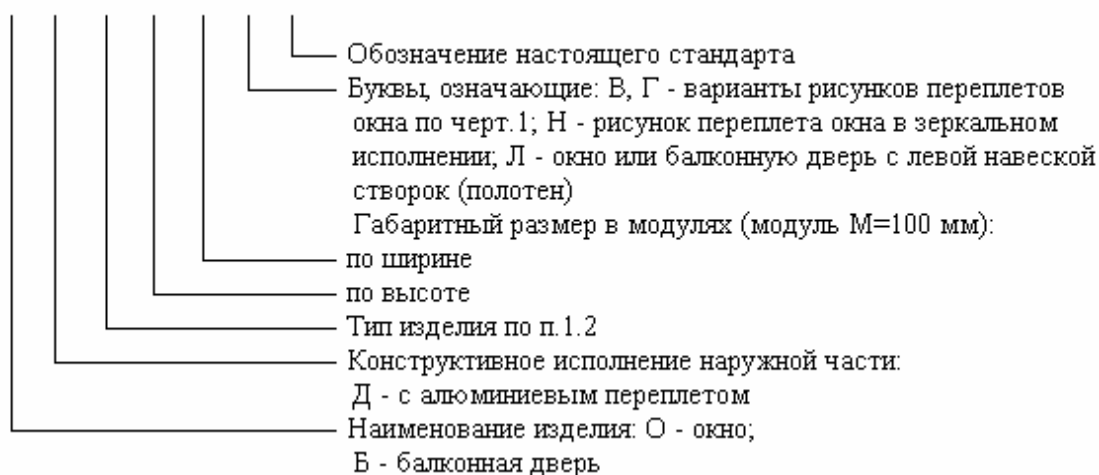 Обозначение настоящего стандарта
Буквы, означающие: В, Г - варианты рисунков переплетов
окна по черт.1; Н - рисунок переплета окна в зеркальном
исполнении; Л - окно или балконную дверь с левой навеской
створок (полотен)
Габаритный размер в модулях (модуль М=100 мм):
по ширине
по высоте
Тип изделия по п.1.2
Конструктивное исполнение наружной части:
Д - с алюминиевым переплетом
Наименование изделия: О - окно;
Б - балконная дверь